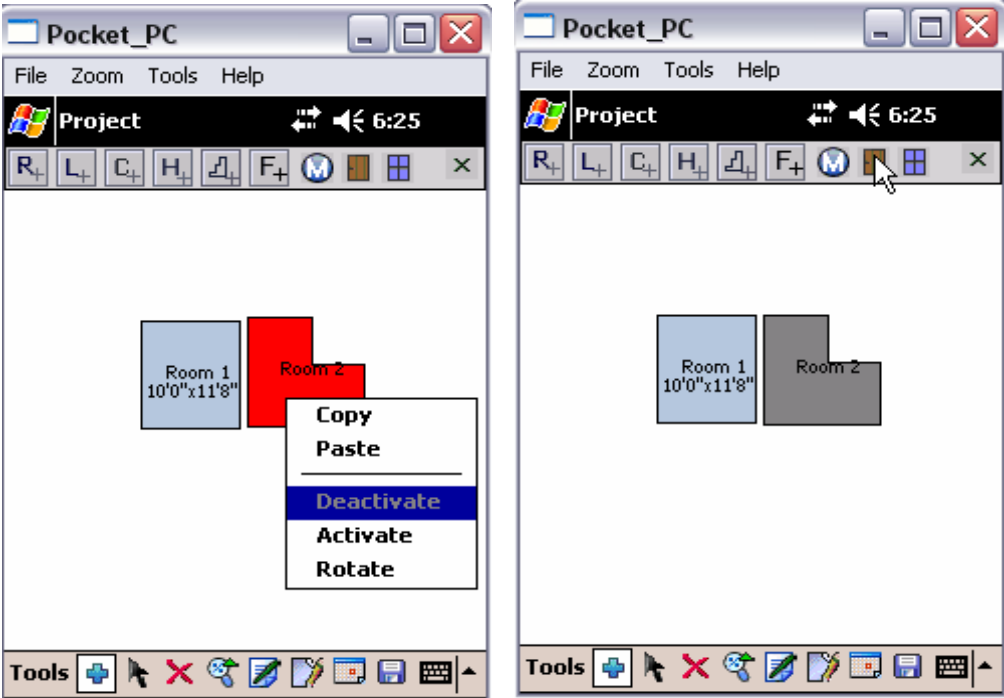 Pocket_PC
File Zoom Tools Help
Project 6:25
R+ L+ C+ H+ F+ M
Room 1
10'0"x11'8"
Room 2
Copy
Paste
Deactivate
Activate
Rotate
Tools
Pocket_PC
File Zoom Tools Help
Project 6:25
R+ L+ C+ H+ F+ M
Room 1
10'0"x11'8"
Room 2
Tools